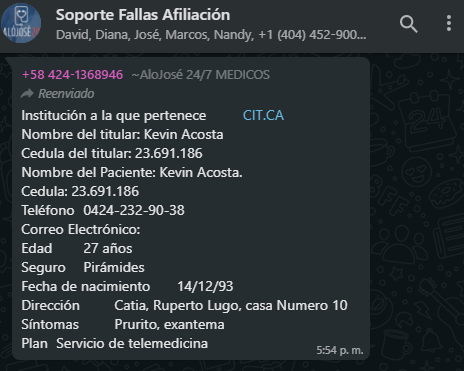 Soporte Fallas Afiliación
David, Diana, José, Marcos, Nandy, +1 (404) 452-900...
+58 424-1368946 ~AloJosé 24/7 MEDICOS
Reenviado
Institución a la que pertenece CIT.CA
Nombre del titular: Kevin Acosta
Cedula del titular: 23.691.186
Nombre del Paciente: Kevin Acosta.
Cedula: 23.691.186
Teléfono 0424-232-90-38
Correo Electrónico:
Edad 27 años
Seguro Pirámides
Fecha de nacimiento 14/12/93
Dirección Catia, Ruperto Lugo, casa Numero 10
Síntomas Prurito, exantema
Plan Servicio de telemedicina
5:54 p. m.